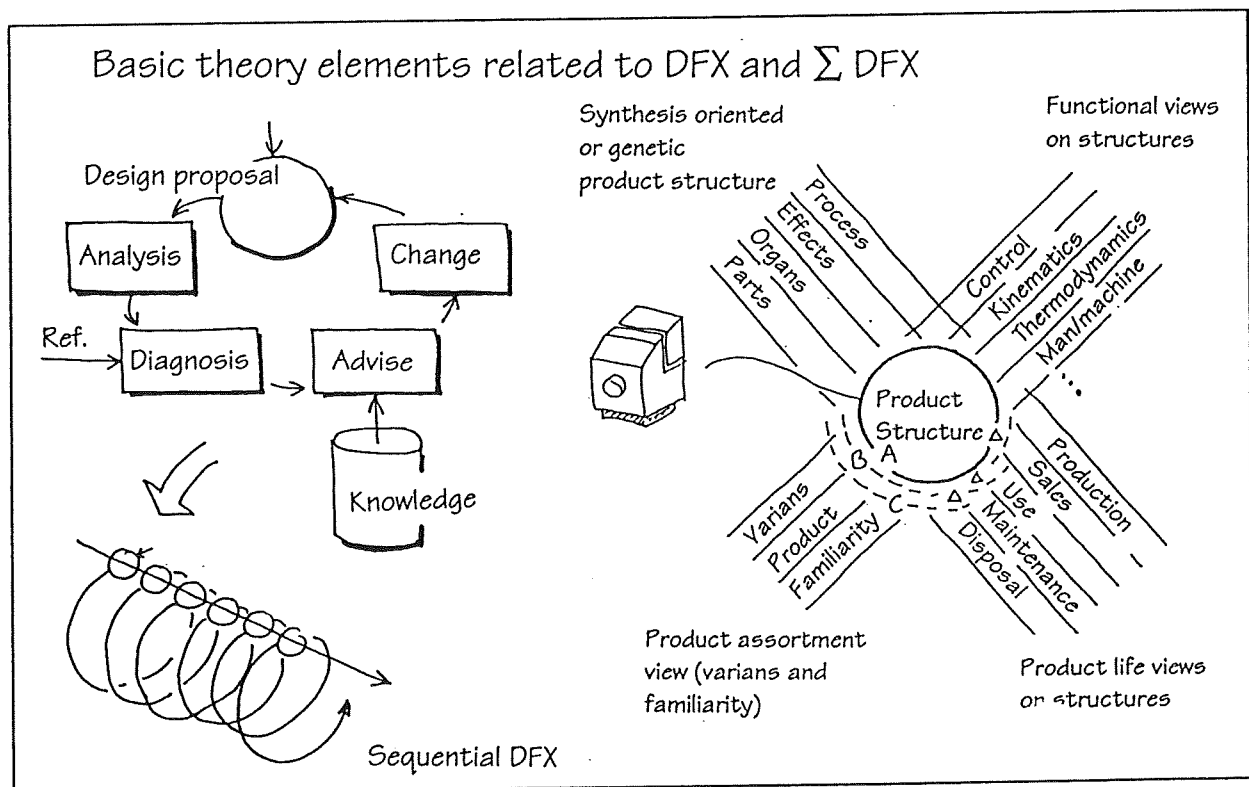 Basic theory elements related to DFX and Σ DFX
Design proposal
Analysis
Change
Ref.
Diagnosis
Advise
Knowledge
Sequential DFX
Synthesis oriented
or genetic
product structure
Functional views
on structures
Process
Effects
Organs
Parts
Control
Kinematics
Thermodynamics
Man/machine
...
Product
Structure
A
B
C
Varians
Product
Familiarity
Production
Sales
Use
Maintenance
Disposal
Product assortment
view (varians and
familiarity)
Product life views
on structures